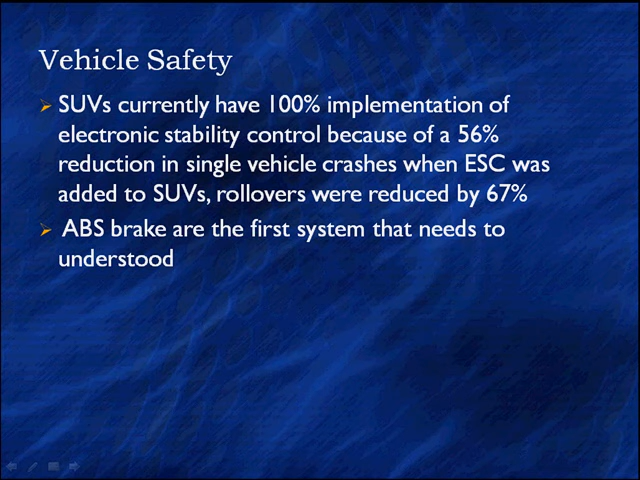 Vehicle Safety
SUVs currently have 100% implementation of
electronic stability control because of a 56%
reduction in single vehicle crashes when ESC was
added to SUVs, rollovers were reduced by 67%
ABS brake are the first system that needs to
understood